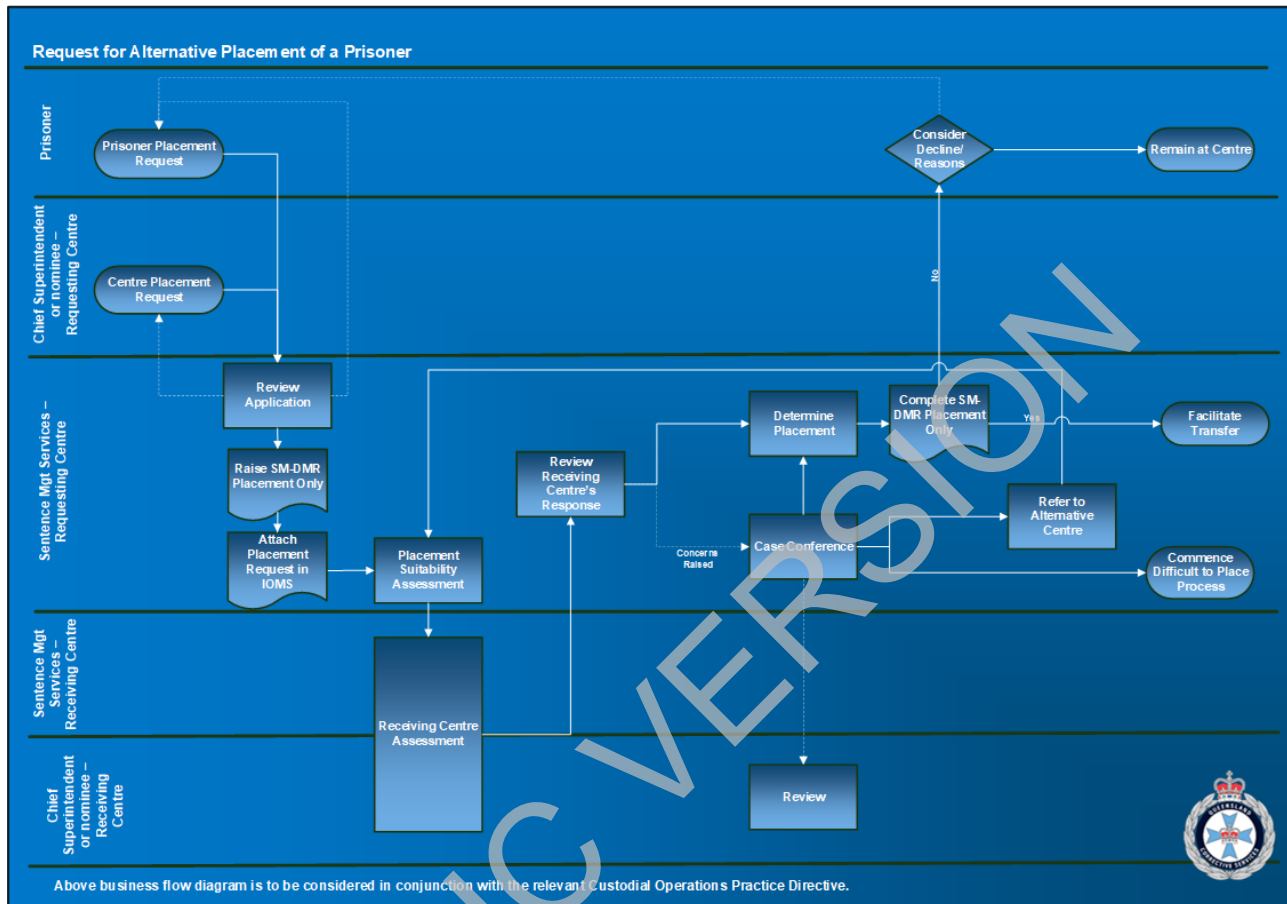 Request for Alternative Placement of a Prisoner
Prisoner
Prisoner Placement
Request
Consider
Decline/
Reasons
Remain at Centre
Chief Superintendent
or nominee –
Requesting Centre
Centre Placement
Request
No
Sentence Mgt Services –
Requesting Centre
Review
Application
Raise SM-DMR
Placement Only
Attach
Placement
Request in
IOMS
Placement
Suitability
Assessment
Review
Receiving
Centre's
Response
Determine
Placement
Complete SM-
DMR Placement
Only
Yes
Facilitate
Transfer
Concerns
Raised
Case Conference
Refer to
Alternative
Centre
Commence
Difficult to Place
Process
Sentence Mgt
Services –
Receiving Centre
Receiving Centre
Assessment
Chief
Superintendent
or nominee –
Receiving
Centre
Review
QUEENSLAND
CORRECTIVE SERVICES
Above business flow diagram is to be considered in conjunction with the relevant Custodial Operations Practice Directive.
IC VERSION